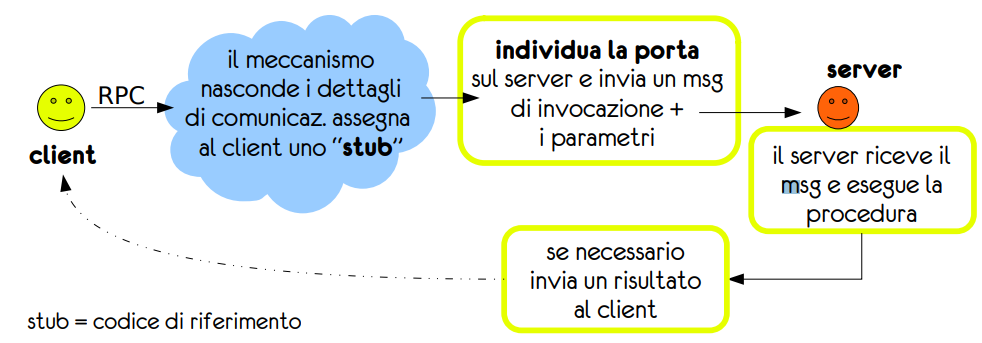 RPC
client
il meccanismo
nasconde i dettagli
di comunicaz. assegna
al client uno "stub"
individua la porta
sul server e invia un msg
di invocazione +
i parametri
server
il server riceve il
msg e esegue la
procedura
se necessario
invia un risultato
al client
stub = codice di riferimento